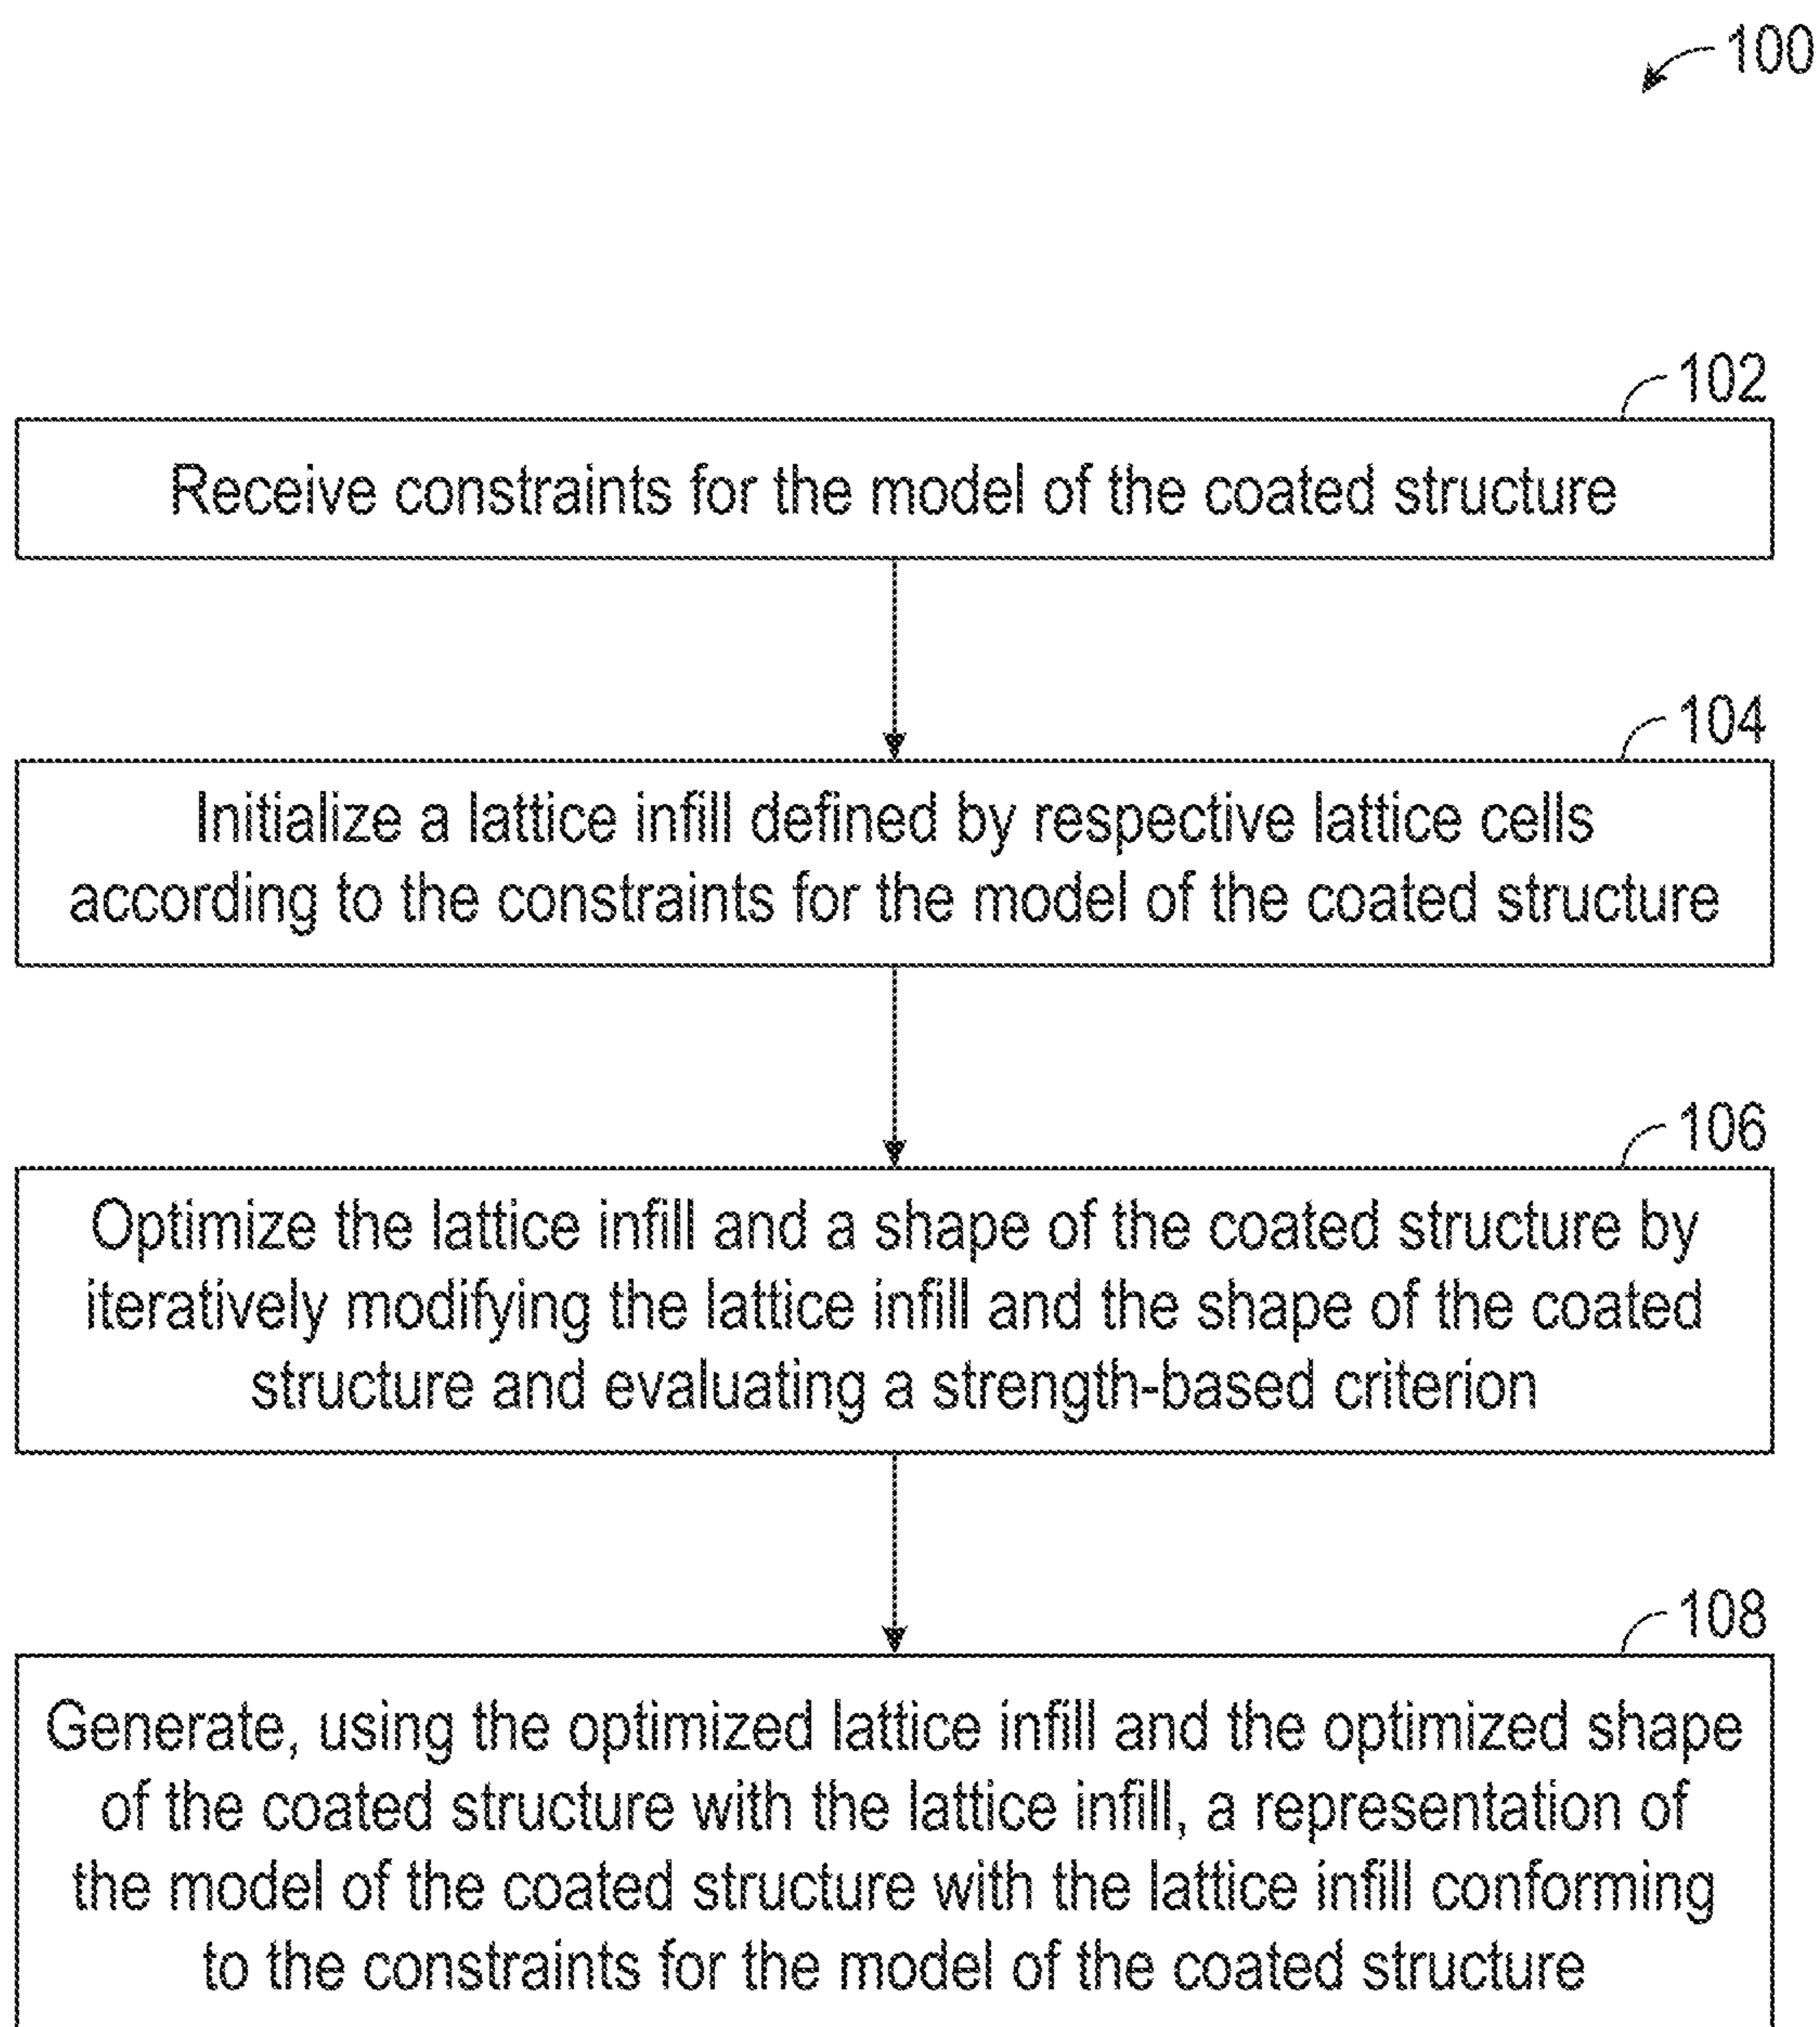 100
102
Receive constraints for the model of the coated structure
104
Initialize a lattice infill defined by respective lattice cells
according to the constraints for the model of the coated structure
106
Optimize the lattice infill and a shape of the coated structure by
iteratively modifying the lattice infill and the shape of the coated
structure and evaluating a strength-based criterion
108
Generate, using the optimized lattice infill and the optimized shape
of the coated structure with the lattice infill, a representation of
the model of the coated structure with the lattice infill conforming
to the constraints for the model of the coated structure